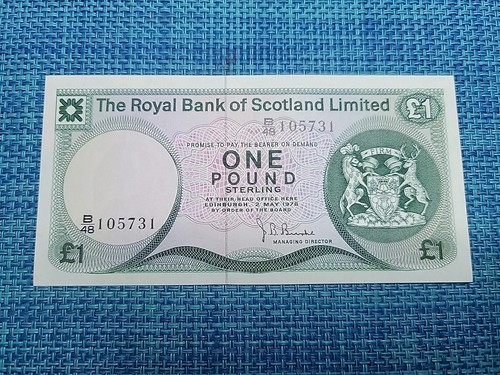 The Royal Bank of Scotland Limited £1
B/48 105731
PROMISE TO PAY THE BEARER ON DEMAND
ONE
POUND
STERLING
AT THEIR HEAD OFFICE HERE
EDINBURGH, 2 MAY 1978
BY ORDER OF THE BOARD
MANAGING DIRECTOR
B/48 105731
FIRM
£1
£1